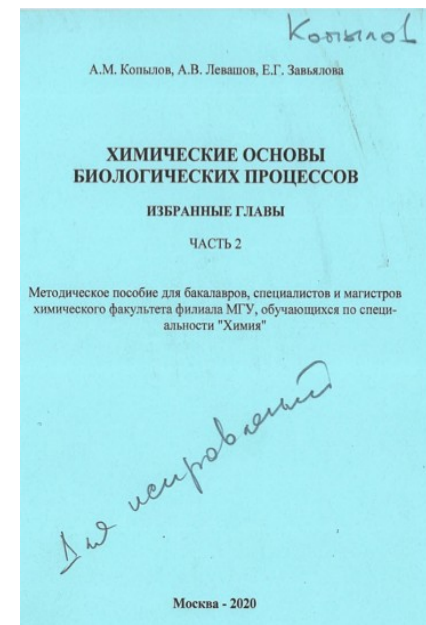 Копылов
А.М. Копылов, А.В. Левашов, Е.Г. Завьялова
ХИМИЧЕСКИЕ ОСНОВЫ
БИОЛОГИЧЕСКИХ ПРОЦЕССОВ
ИЗБРАННЫЕ ГЛАВЫ
ЧАСТЬ 2
Методическое пособие для бакалавров, специалистов и магистров
химического факультета филиала МГУ, обучающихся по специ-
альности "Химия"
Для исправлений
Москва - 2020